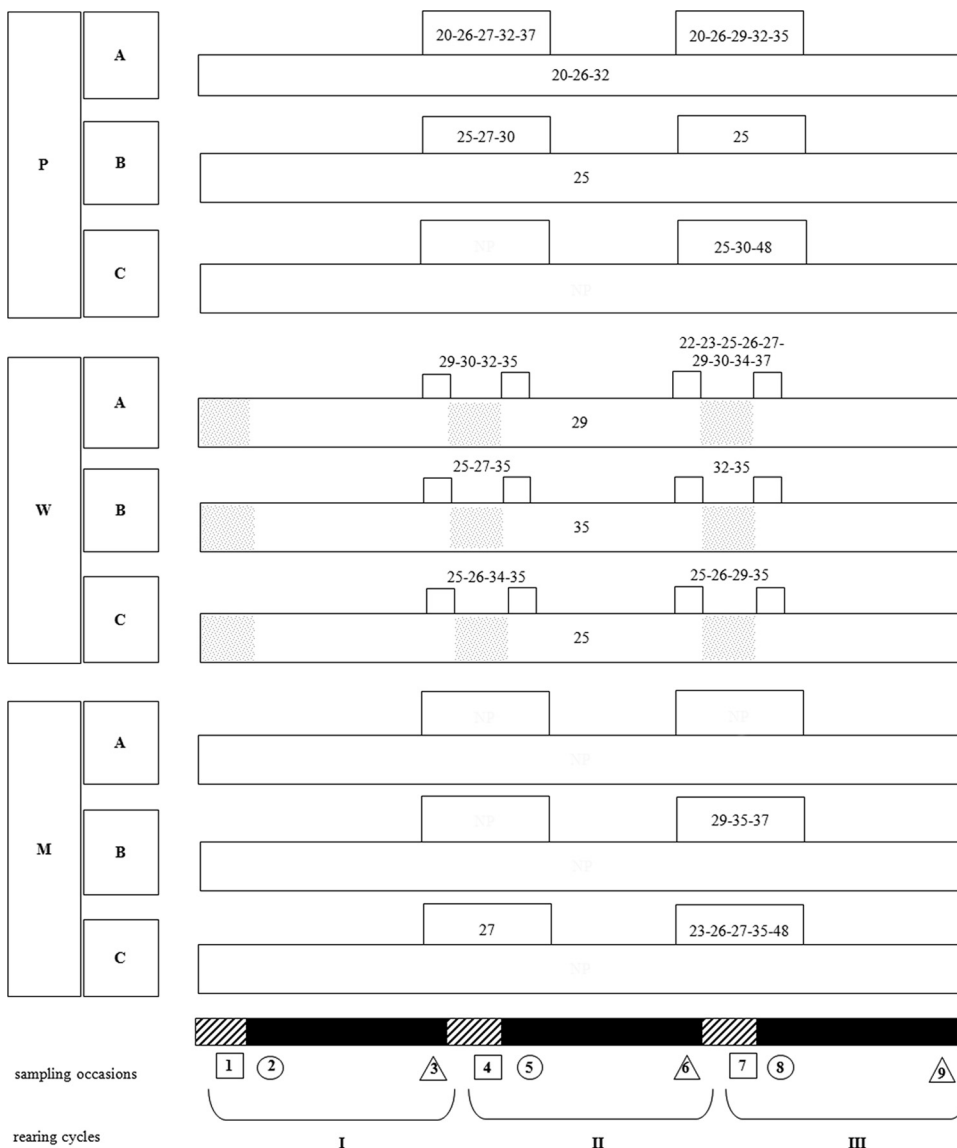 A
20-26-27-32-37
20-26-29-32-35
20-26-32
P
B
25-27-30
25
25
C
NP
25-30-48
NP
W
A
29-30-32-35
22-23-25-26-27-
29-30-34-37
29
B
25-27-35
32-35
35
C
25-26-34-35
25-26-29-35
25
M
A
NP
NP
NP
B
NP
29-35-37
NP
C
27
23-26-27-35-48
NP
sampling occasions 1 2 3 4 5 6 7 8 9
rearing cycles I II III